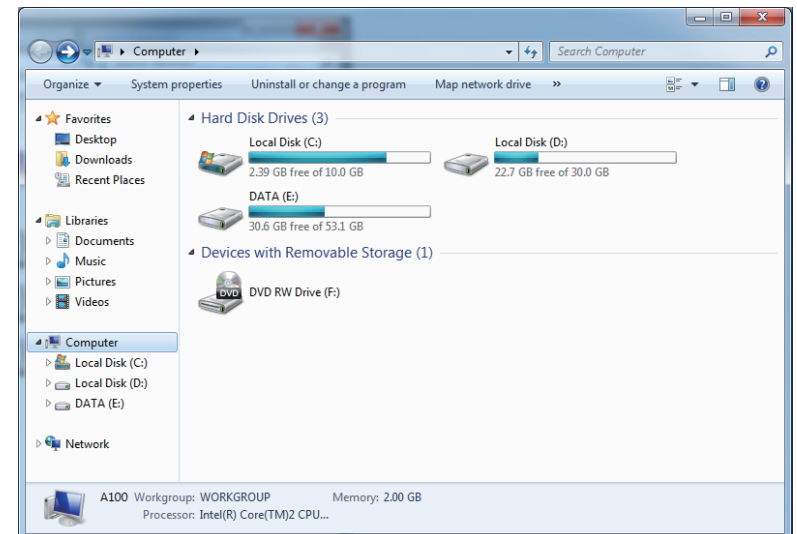 Computer
Search Computer
Organize System properties Uninstall or change a program Map network drive »
Favorites
Desktop
Downloads
Recent Places
Libraries
Documents
Music
Pictures
Videos
Computer
Local Disk (C:)
Local Disk (D:)
DATA (E:)
Network
Hard Disk Drives (3)
Local Disk (C:)
2.39 GB free of 10.0 GB
Local Disk (D:)
22.7 GB free of 30.0 GB
DATA (E:)
30.6 GB free of 53.1 GB
Devices with Removable Storage (1)
DVD
DVD RW Drive (F:)
A100 Workgroup: WORKGROUP Memory: 2.00 GB
Processor: Intel(R) Core(TM)2 CPU...